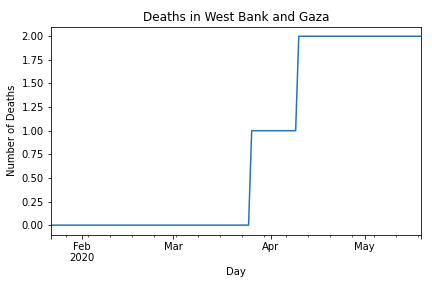 Deaths in West Bank and Gaza
2.00
1.75
1.50
1.25
1.00
0.75
0.50
0.25
0.00
Number of Deaths
Feb
2020
Mar
Apr
May
Day